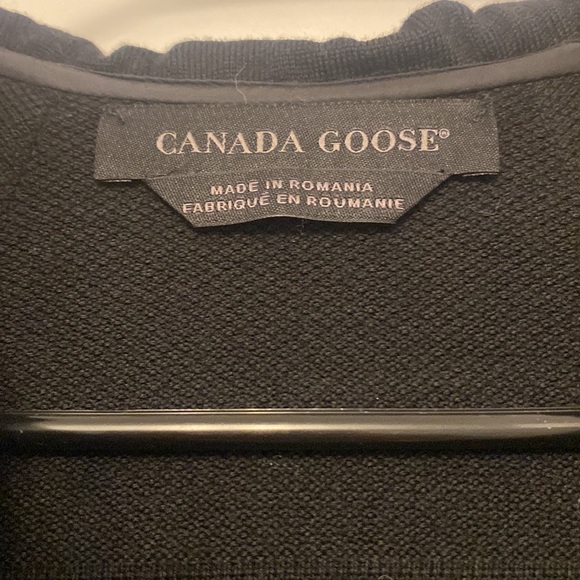 CANADA GOOSE®
MADE IN ROMANIA
FABRIQUÉ EN ROUMANIE